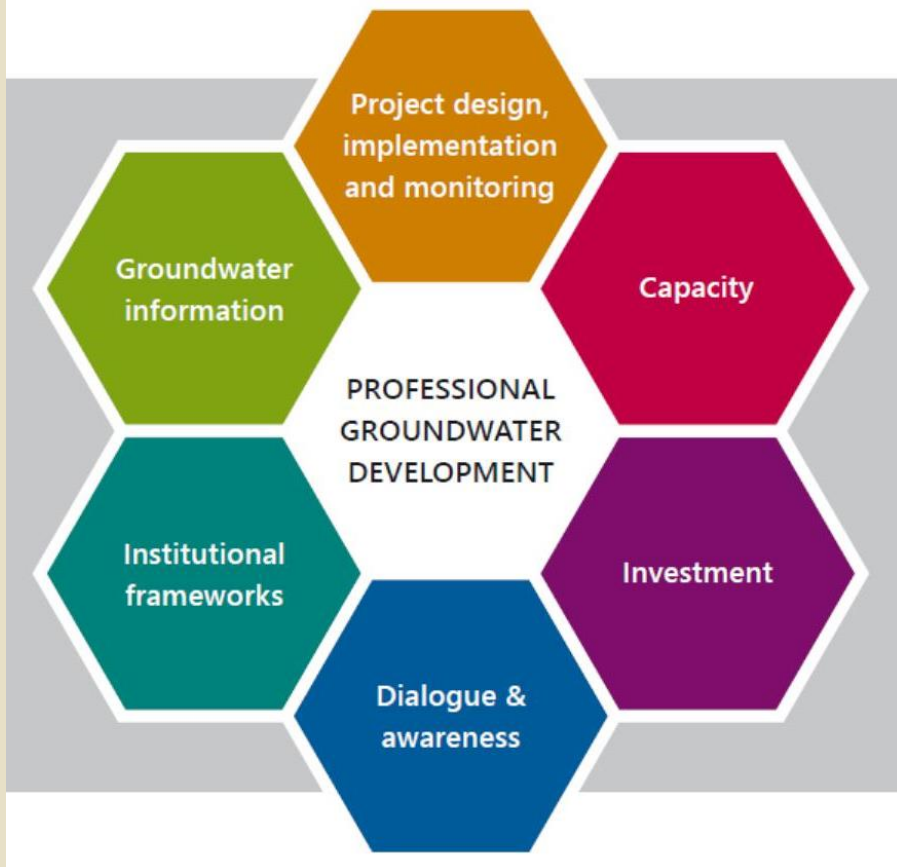 Project design,
implementation
and monitoring
Groundwater
information
Capacity
PROFESSIONAL
GROUNDWATER
DEVELOPMENT
Institutional
frameworks
Investment
Dialogue &
awareness